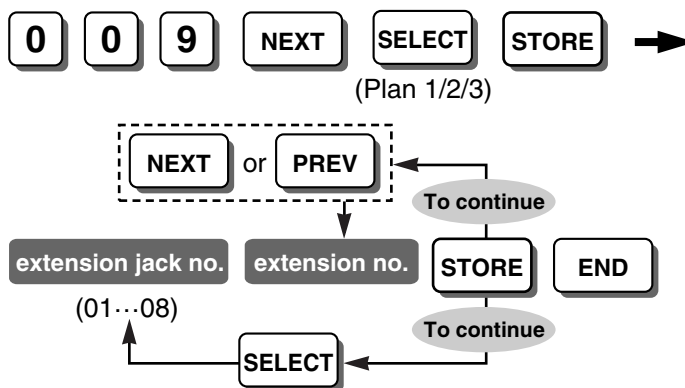 0 0 9 NEXT SELECT STORE
(Plan 1/2/3)
NEXT or PREV
To continue
extension jack no. extension no. STORE END
(01···08)
To continue
SELECT